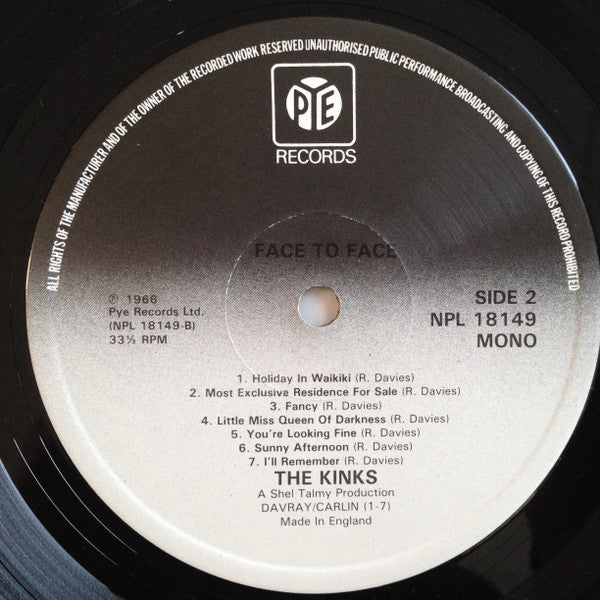 ALL RIGHTS OF THE MANUFACTURER AND OF THE OWNER OF THE RECORDED WORK RESERVED UNAUTHORISED PUBLIC PERFORMANCE BROADCASTING AND COPYING OF THIS RECORD PROHIBITED
PYE
RECORDS
FACE TO FACE
℗ 1966
Pye Records Ltd.
(NPL 18149-B)
33⅓ RPM
SIDE 2
NPL 18149
MONO
1. Holiday In Waikiki (R. Davies)
2. Most Exclusive Residence For Sale (R. Davies)
3. Fancy (R. Davies)
4. Little Miss Queen Of Darkness (R. Davies)
5. You're Looking Fine (R. Davies)
6. Sunny Afternoon (R. Davies)
7. I'll Remember (R. Davies)
THE KINKS
A Shel Talmy Production
DAVRAY/CARLIN (1-7)
Made In England